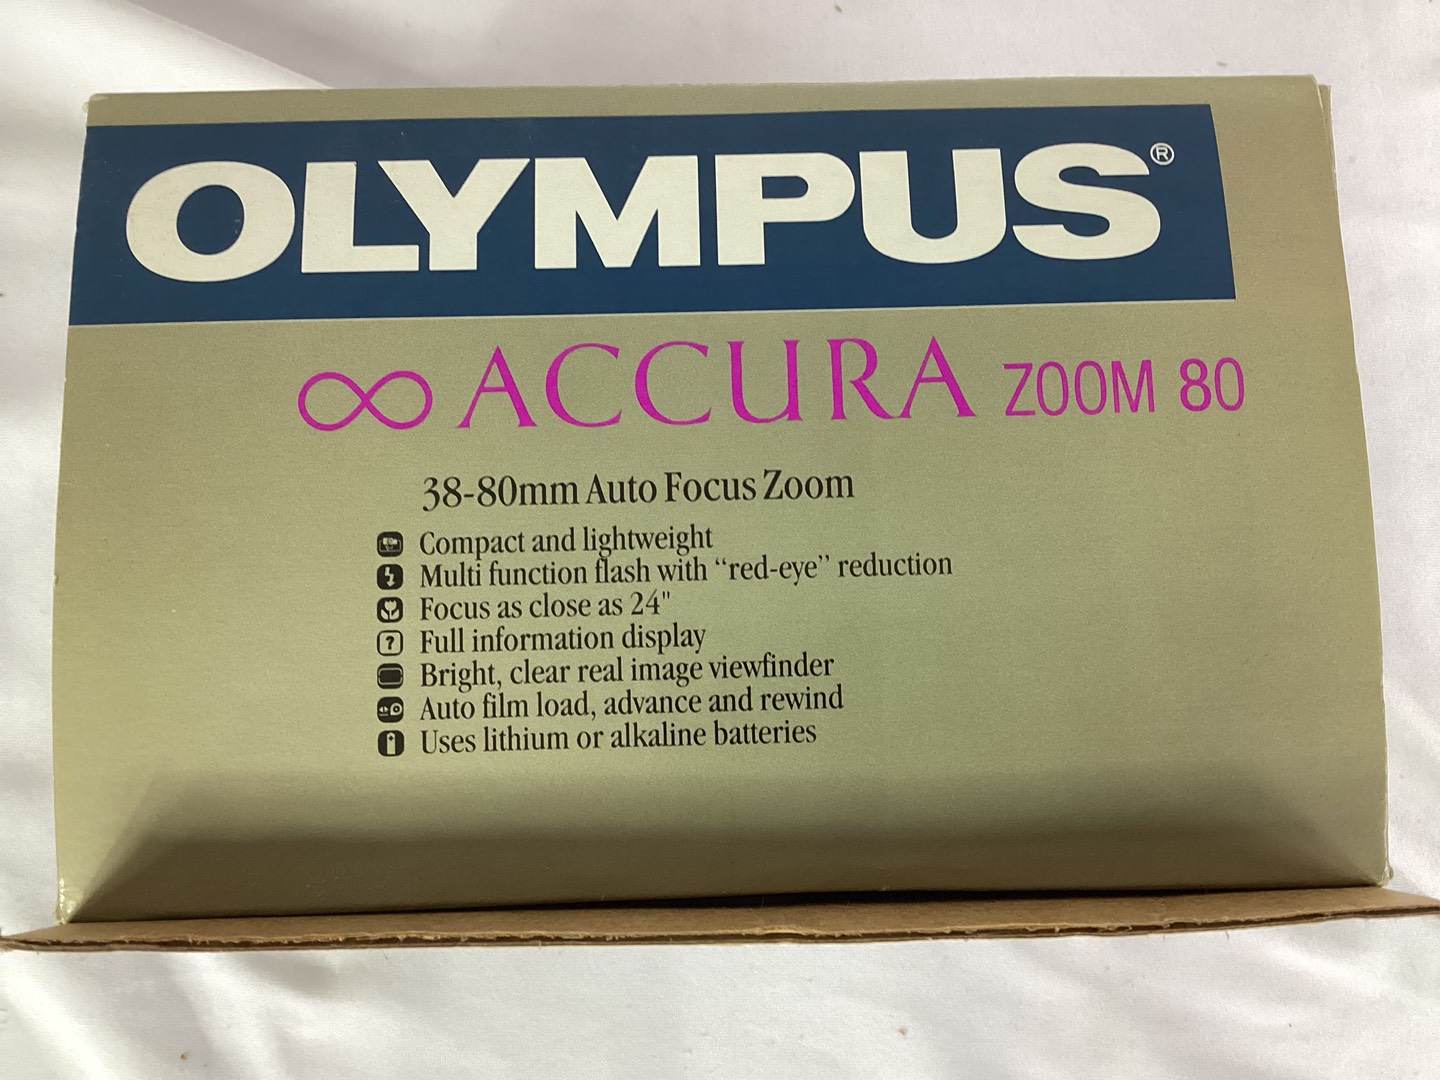 OLYMPUS®
∞ ACCURA ZOOM 80
38-80mm Auto Focus Zoom
Compact and lightweight
Multi function flash with “red-eye” reduction
? Focus as close as 24"
Full information display
Bright, clear real image viewfinder
Auto film load, advance and rewind
Uses lithium or alkaline batteries